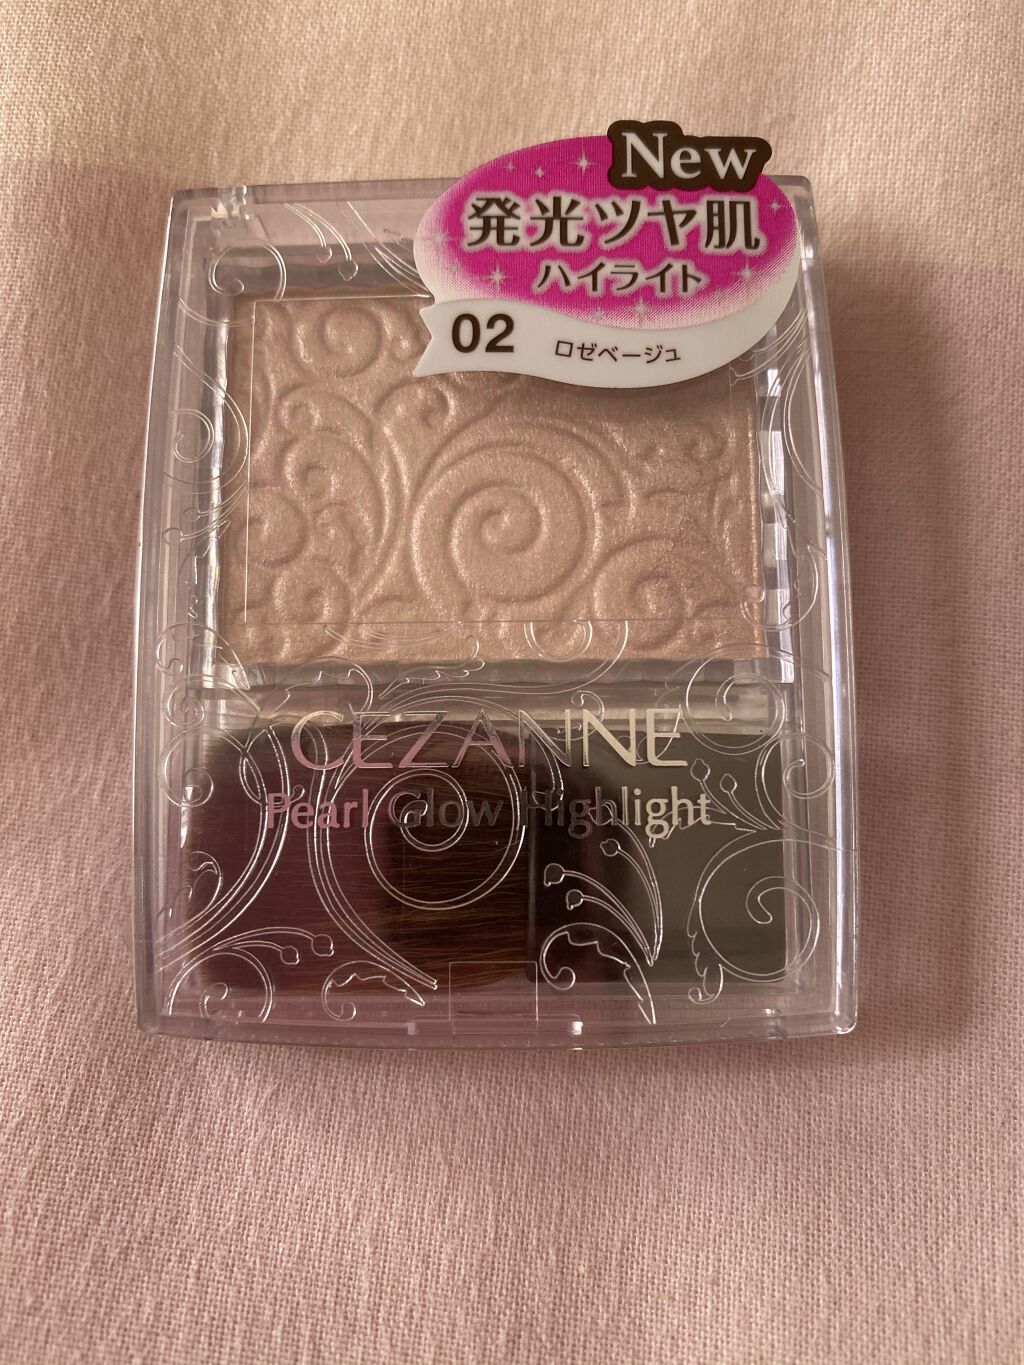 New
発光ツヤ肌
ハイライト
02 ロゼベージュ
CEZANNE
Pearl Glow Highlight